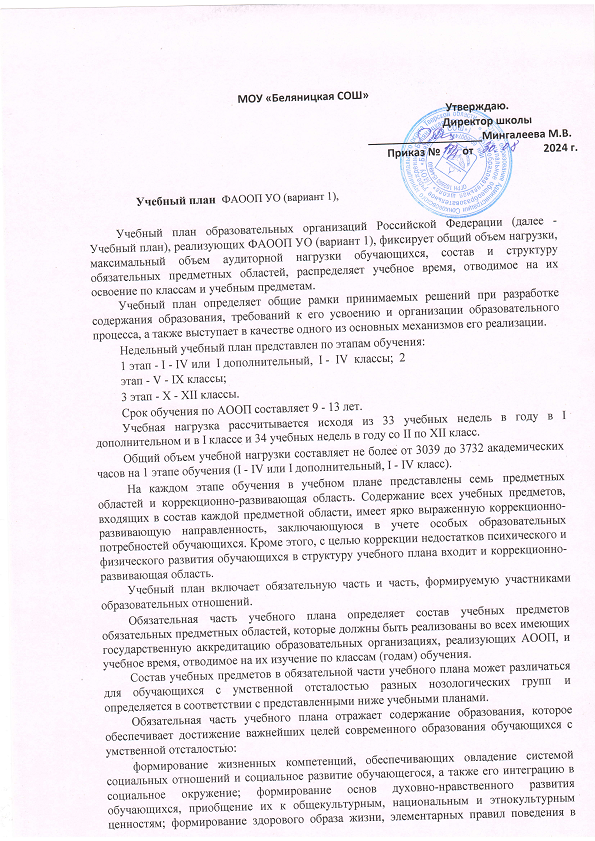 МОУ «Беляницкая СОШ»
Утверждаю.
Директор школы
Мингалеева М.В.
Приказ № от 30.08 2024 г.
Учебный план ФАООП УО (вариант 1),
Учебный план образовательных организаций Российской Федерации (далее -
Учебный план), реализующих ФАООП УО (вариант 1), фиксирует общий объем нагрузки,
максимальный объем аудиторной нагрузки обучающихся, состав и структуру
обязательных предметных областей, распределяет учебное время, отводимое на их
освоение по классам и учебным предметам.
Учебный план определяет общие рамки принимаемых решений при разработке
содержания образования, требований к его усвоению и организации образовательного
процесса, а также выступает в качестве одного из основных механизмов его реализации.
Недельный учебный план представлен по этапам обучения:
1 этап - I - IV или I дополнительный, I - IV классы; 2
этап - V - IX классы;
3 этап - X - XII классы.
Срок обучения по АООП составляет 9 - 13 лет.
Учебная нагрузка рассчитывается исходя из 33 учебных недель в году в I
дополнительном и в I классе и 34 учебных недель в году со II по XII класс.
Общий объем учебной нагрузки составляет не более от 3039 до 3732 академических
часов на 1 этапе обучения (I - IV или I дополнительный, I - IV класс).
На каждом этапе обучения в учебном плане представлены семь предметных
областей и коррекционно-развивающая область. Содержание всех учебных предметов,
входящих в состав каждой предметной области, имеет ярко выраженную коррекционно-
развивающую направленность, заключающуюся в учете особых образовательных
потребностей обучающихся. Кроме этого, с целью коррекции недостатков психического и
физического развития обучающихся в структуру учебного плана входит и коррекционно-
развивающая область.
Учебный план включает обязательную часть и часть, формируемую участниками
образовательных отношений.
Обязательная часть учебного плана определяет состав учебных предметов
обязательных предметных областей, которые должны быть реализованы во всех имеющих
государственную аккредитацию образовательных организациях, реализующих АООП, и
учебное время, отводимое на их изучение по классам (годам) обучения.
Состав учебных предметов в обязательной части учебного плана может различаться
для обучающихся с умственной отсталостью разных нозологических групп и
определяется в соответствии с представленными ниже учебными планами.
Обязательная часть учебного плана отражает содержание образования, которое
обеспечивает достижение важнейших целей современного образования обучающихся с
умственной отсталостью:
формирование жизненных компетенций, обеспечивающих овладение системой
социальных отношений и социальное развитие обучающегося, а также его интеграцию в
социальное окружение; формирование основ духовно-нравственного развития
обучающихся, приобщение их к общекультурным, национальным и этнокультурным
ценностям; формирование здорового образа жизни, элементарных правил поведения в